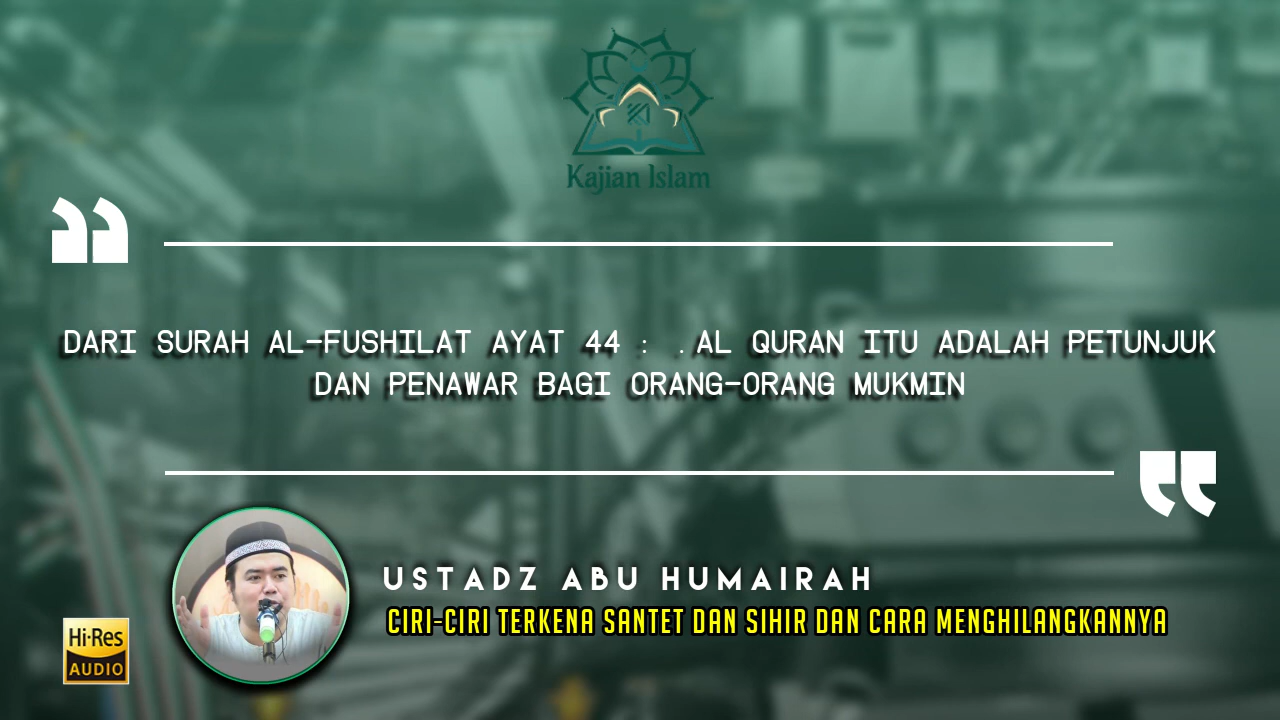 Kajian Islam
DARI SURAH AL-FUSHILAT AYAT 44 : .AL QURAN ITU ADALAH PETUNJUK
DAN PENAWAR BAGI ORANG-ORANG MUKMIN
USTADZ ABU HUMAIRAH
CIRI-CIRI TERKENA SANTET DAN SIHIR DAN CARA MENGHILANGKANNYA
Hi-Res
AUDIO